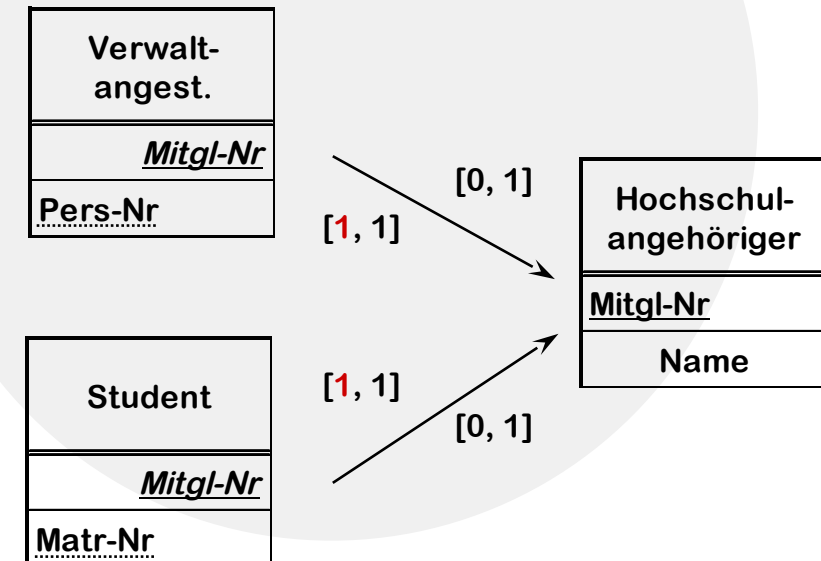 Verwalt-
angest.
Mitgl-Nr
Pers-Nr
[0, 1]
[1, 1]
Hochschul-
angehöriger
Mitgl-Nr
Name
Student
Mitgl-Nr
Matr-Nr
[1, 1]
[0, 1]